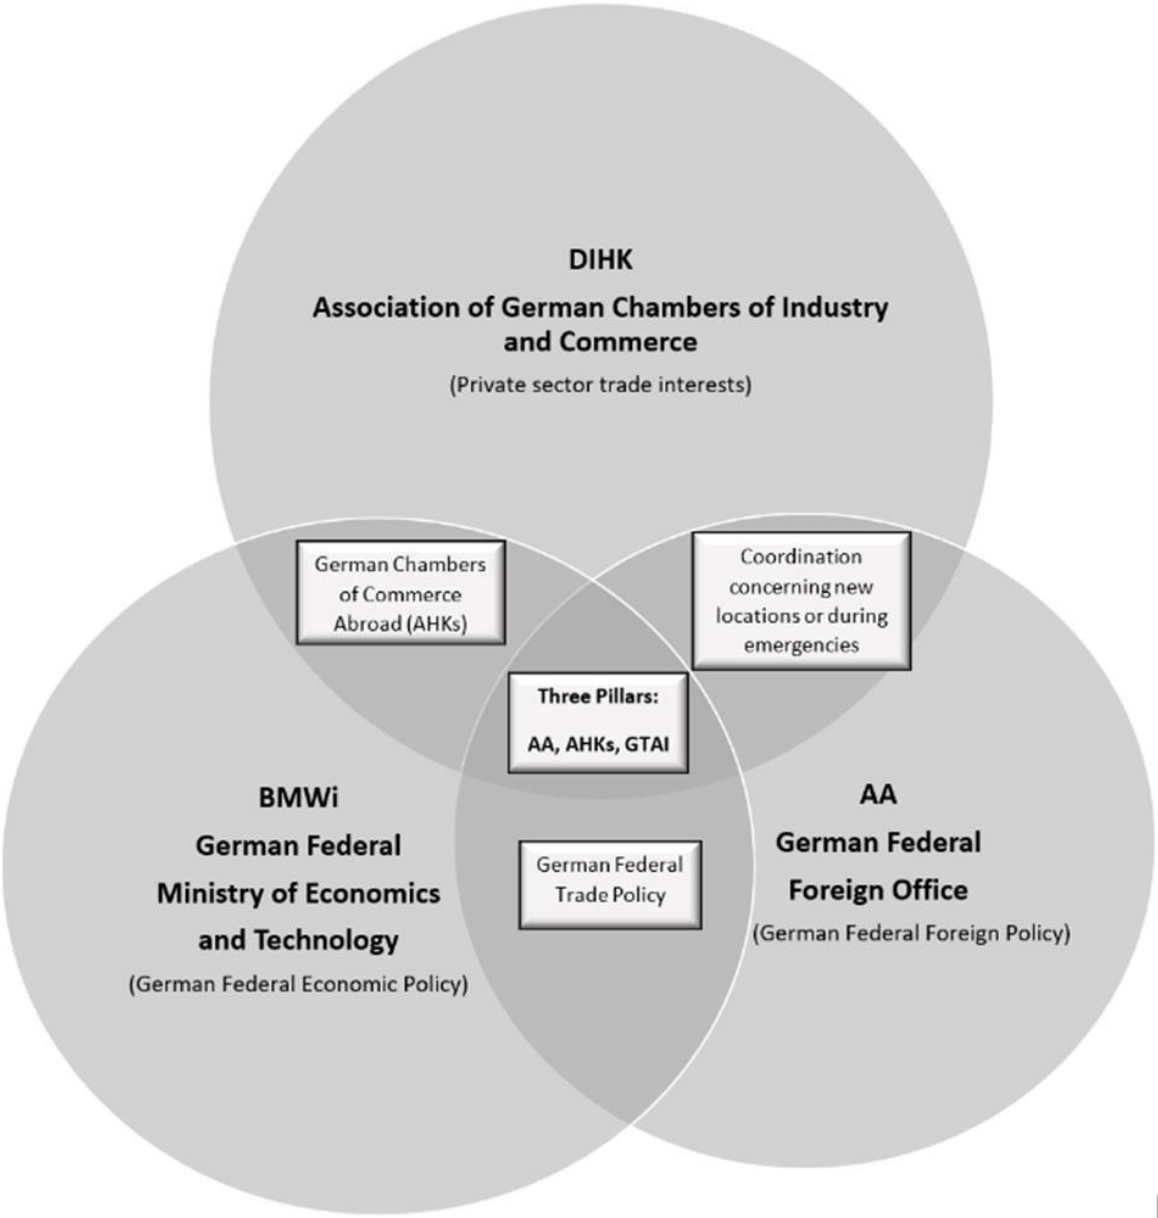 DIHK
Association of German Chambers of Industry
and Commerce
(Private sector trade interests)
German Chambers
of Commerce
Abroad (AHKs)
Coordination
concerning new
locations or during
emergencies
Three Pillars:
AA, AHKs, GTAI
BMWi
German Federal
Ministry of Economics
and Technology
(German Federal Economic Policy)
German Federal
Trade Policy
AA
German Federal
Foreign Office
(German Federal Foreign Policy)